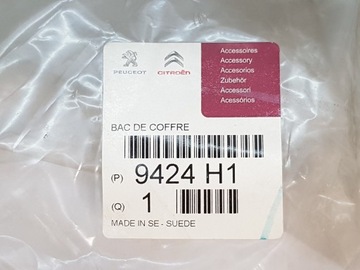 PEUGEOT
CITROËN
Accessoires
Accessory
Accesorios
Zubehör
Accessori
Acessórios
BAC DE COFFRE
(P) 9424 H1
(Q) 1
MADE IN SE - SUEDE